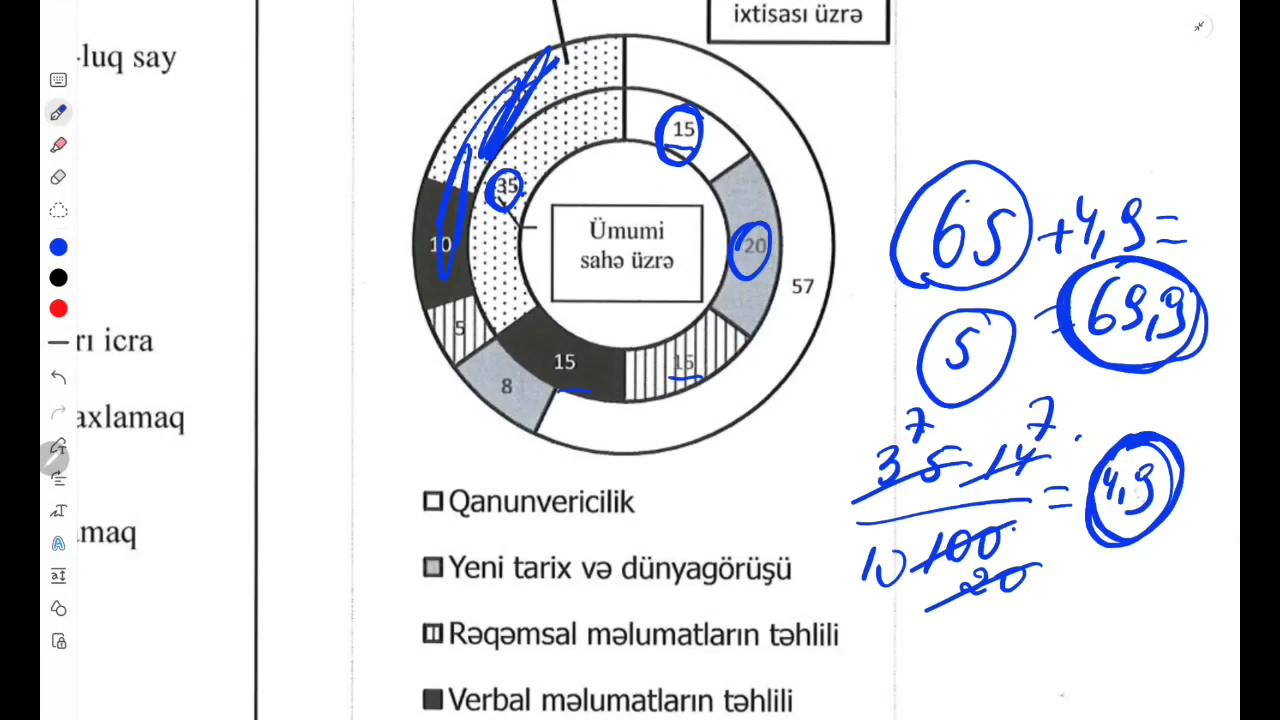 -luq say
ixtisası üzrə
15
35
10
Ümumi
sahə üzrə
20
57
5
15
15
8
rı icra
axlamaq
maq
Qanunvericilik
Yeni tarix və dünyagörüşü
Rəqəmsal məlumatların təhlili
Verbal məlumatların təhlili
65 + 4,9 =
= 69,9
5
7 7
35 14 = 4,9
10 100
20